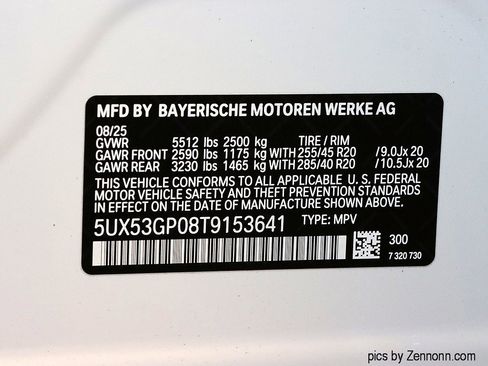 MFD BY BAYERISCHE MOTOREN WERKE AG
08/25
GVWR 5512 lbs 2500 kg TIRE / RIM
GAWR FRONT 2590 lbs 1175 kg WITH 255/45 R20 /9.0Jx 20
GAWR REAR 3230 lbs 1465 kg WITH 285/40 R20 /10.5Jx 20
THIS VEHICLE CONFORMS TO ALL APPLICABLE U. S. FEDERAL
MOTOR VEHICLE SAFETY AND THEFT PREVENTION STANDARDS
IN EFFECT ON THE DATE OF MANUFACTURE SHOWN ABOVE.
5UX53GP08T9153641 TYPE: MPV
300
7 320 730
pics by Zennonn.com